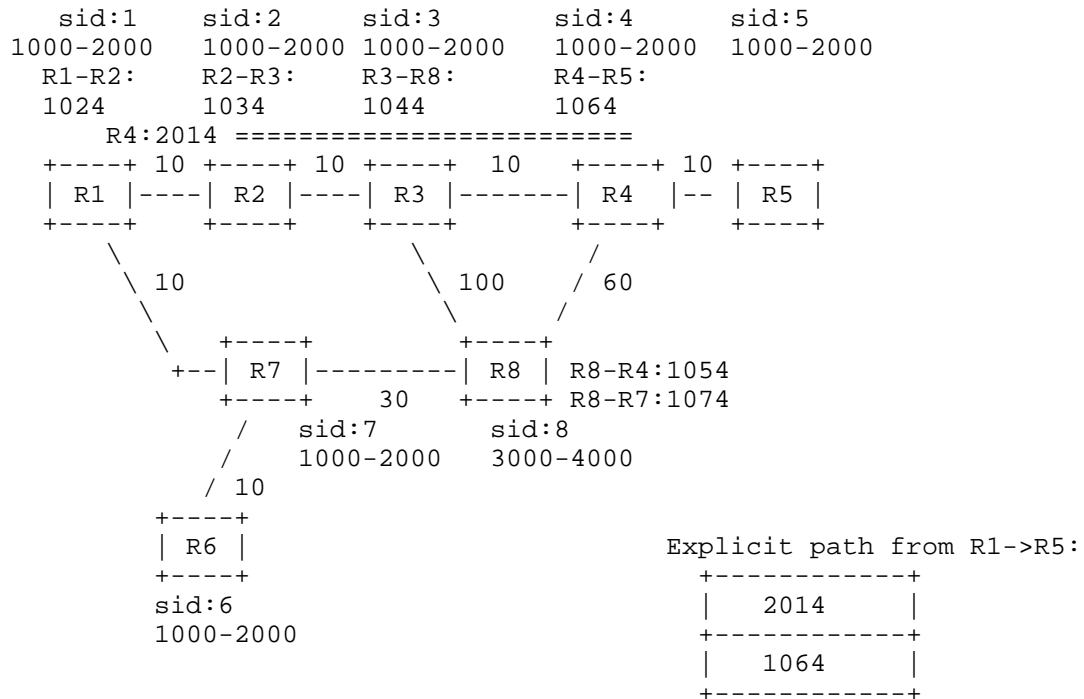 sid:1 sid:2 sid:3 sid:4 sid:5
1000-2000 1000-2000 1000-2000 1000-2000 1000-2000
R1-R2: R2-R3: R3-R8: R4-R5:
1024 1034 1044 1064
R4:2014 =========================
10 10 10 10
R1 R2 R3 R4 R5
10 100 60
R7 R8 R8-R4:1054
30 R8-R7:1074
sid:7 sid:8
1000-2000 3000-4000
10
R6 Explicit path from R1->R5:
sid:6 2014
1000-2000
1064